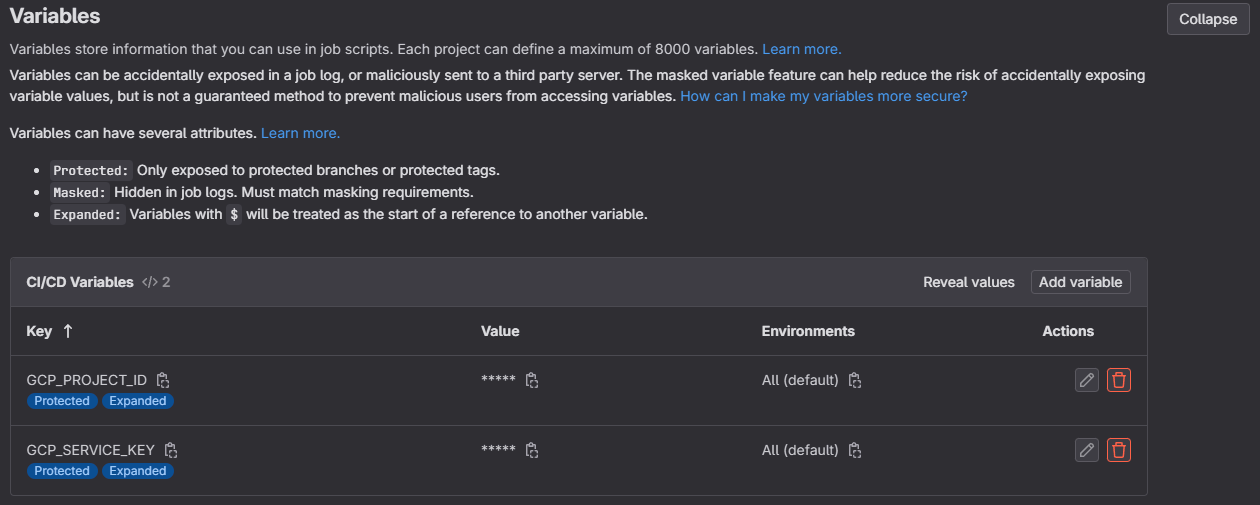 Variables
Collapse
Variables store information that you can use in job scripts. Each project can define a maximum of 8000 variables. Learn more.
Variables can be accidentally exposed in a job log, or maliciously sent to a third party server. The masked variable feature can help reduce the risk of accidentally exposing
variable values, but is not a guaranteed method to prevent malicious users from accessing variables. How can I make my variables more secure?
Variables can have several attributes. Learn more.
• Protected: Only exposed to protected branches or protected tags.
• Masked: Hidden in job logs. Must match masking requirements.
• Expanded: Variables with $ will be treated as the start of a reference to another variable.
CI/CD Variables </> 2 Reveal values Add variable
Key ↑ Value Environments Actions
GCP_PROJECT_ID ***** All (default)
Protected Expanded
GCP_SERVICE_KEY ***** All (default)
Protected Expanded